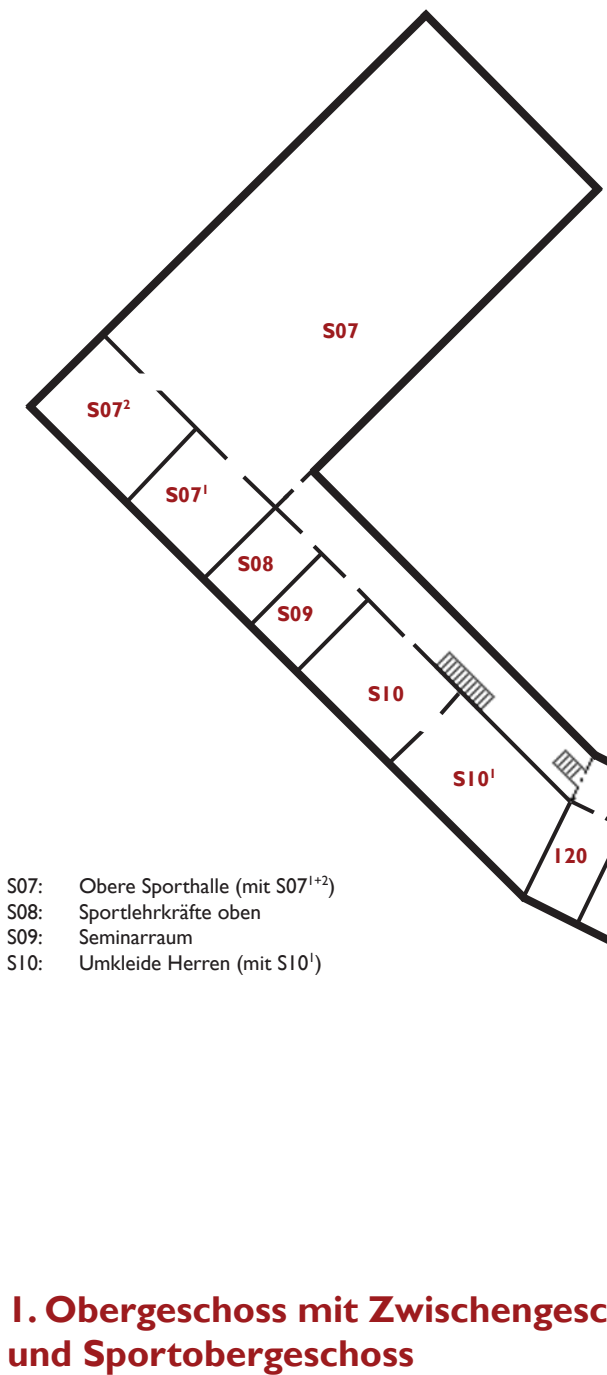 S07
S07²
S07¹
S08
S09
S10
S10¹
120
S07: Obere Sporthalle (mit S07¹⁺²)
S08: Sportlehrkräfte oben
S09: Seminarraum
S10: Umkleide Herren (mit S10¹)
1. Obergeschoss mit Zwischengesc
und Sportobergeschoss